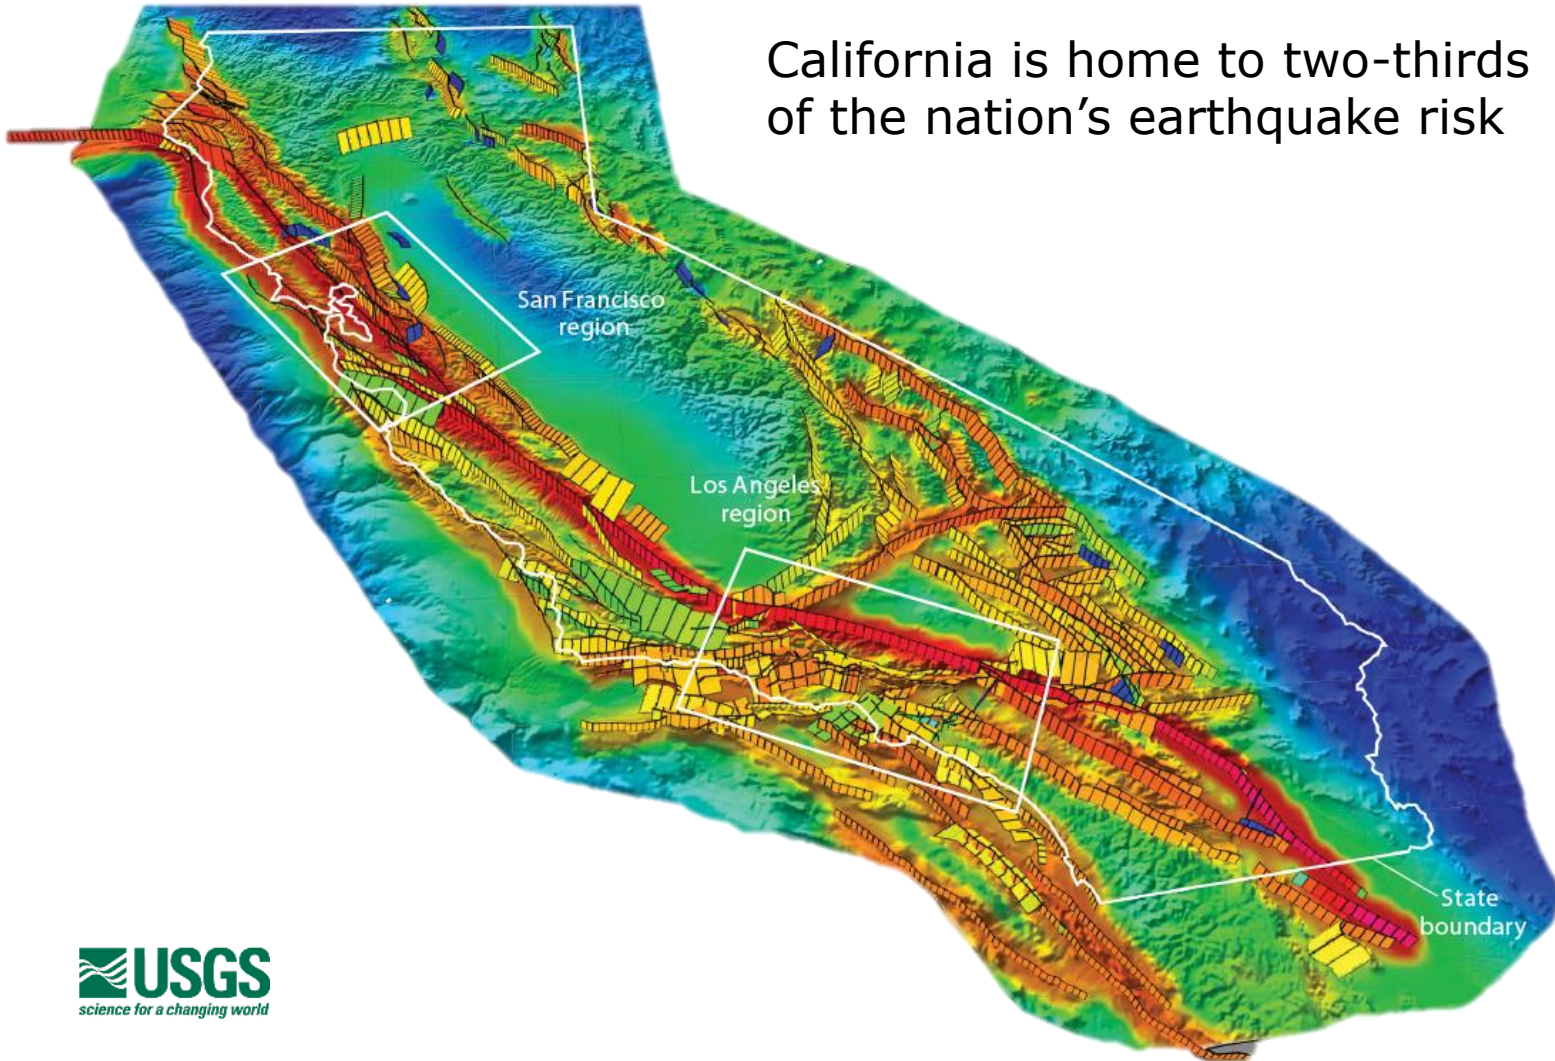 California is home to two-thirds
of the nation’s earthquake risk
San Francisco
region
Los Angeles
region
State
boundary
USGS
science for a changing world